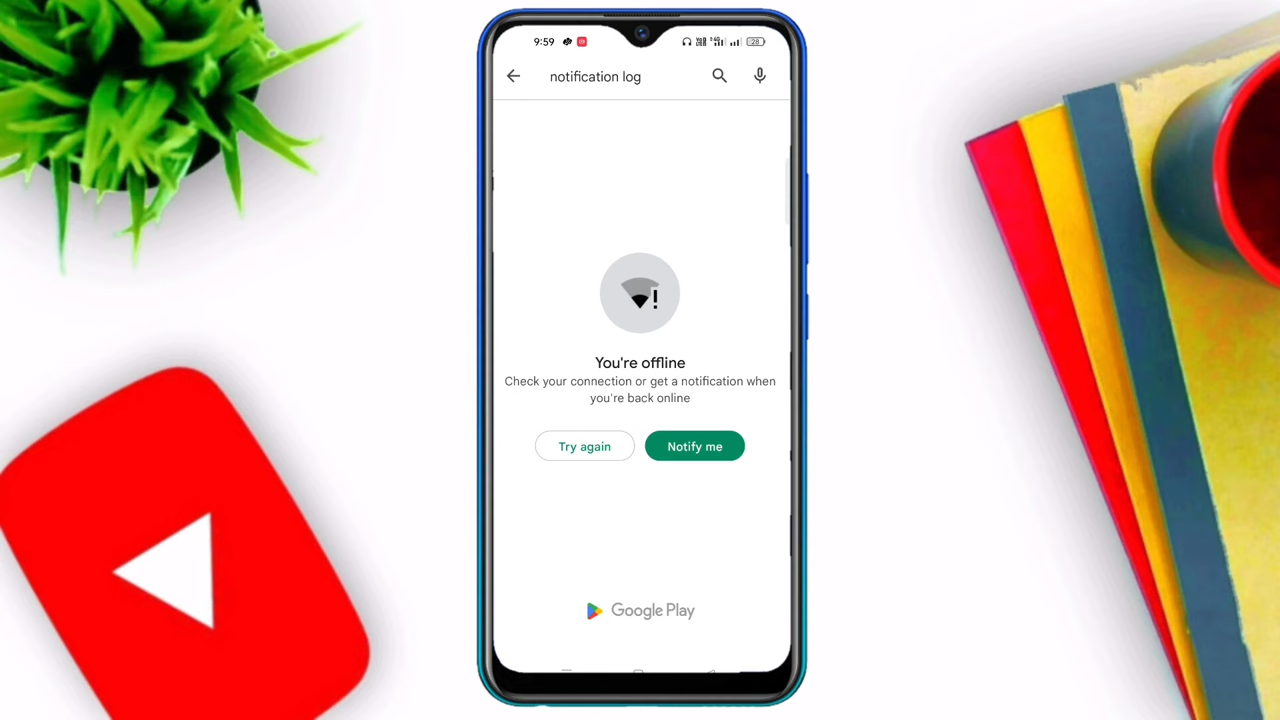 9:59
28
notification log
You're offline
Check your connection or get a notification when
you're back online
Try again
Notify me
Google Play